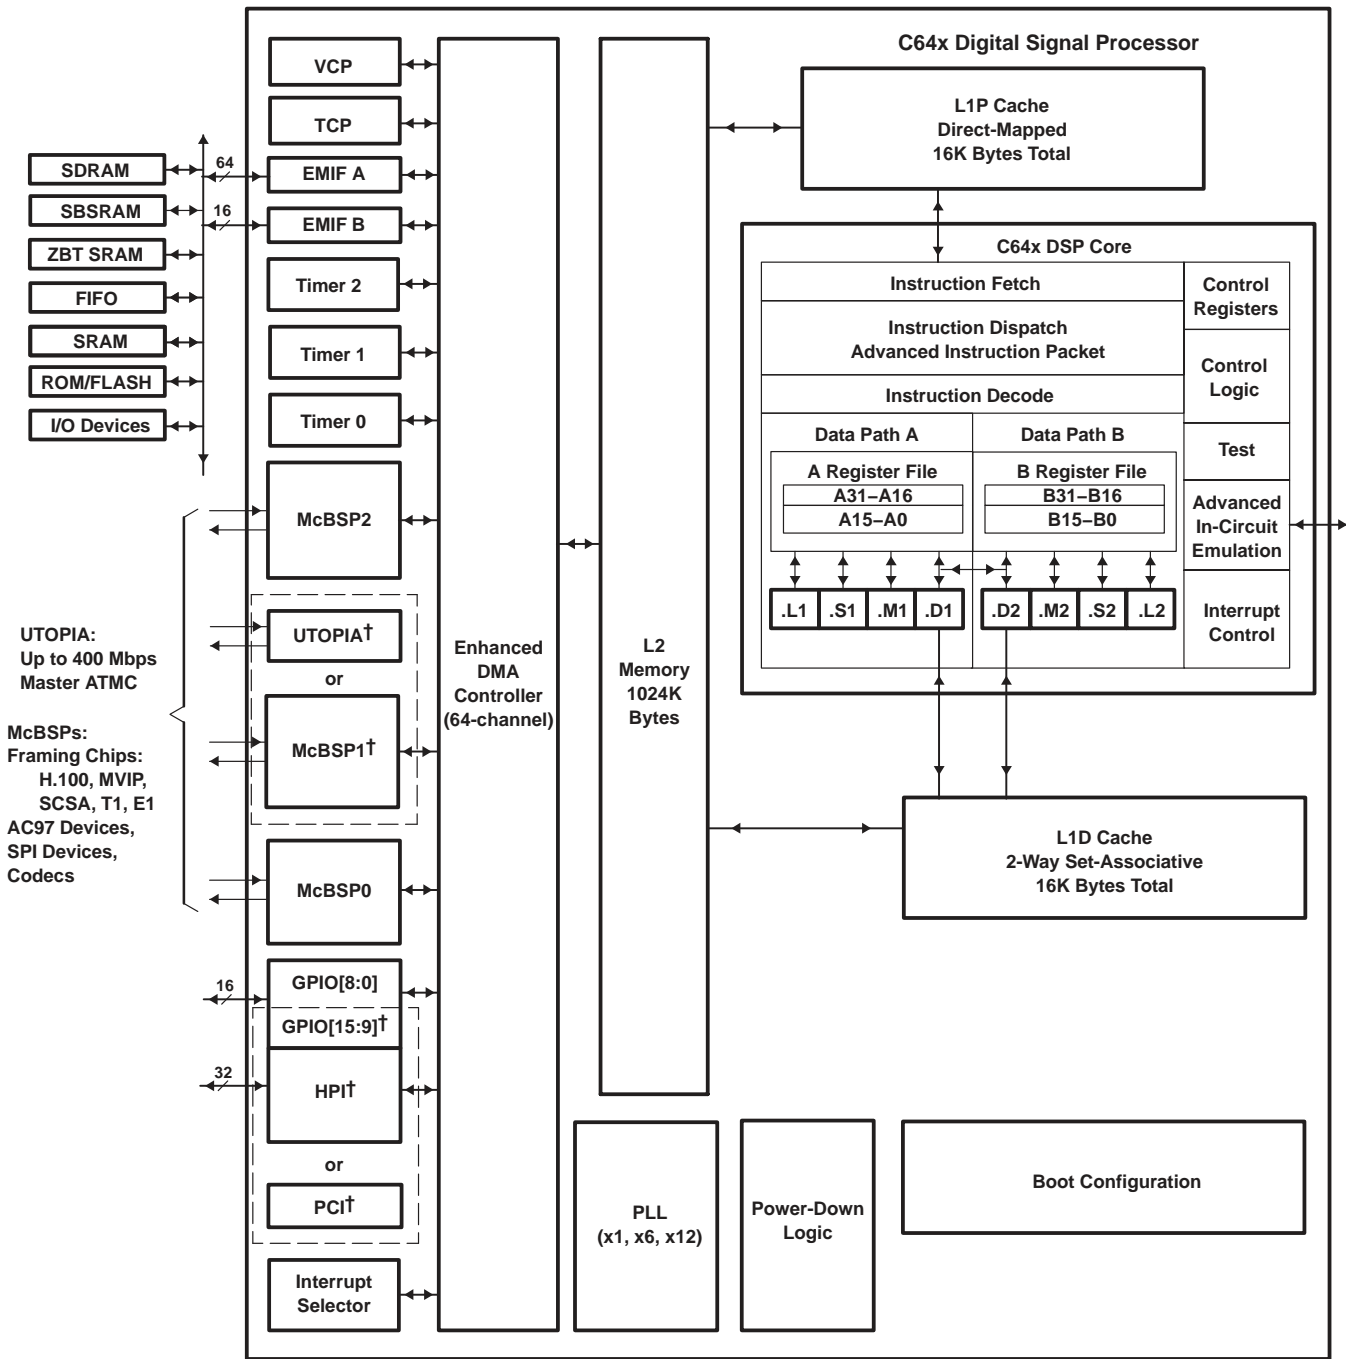 C64x Digital Signal Processor
VCP
TCP
EMIF A
EMIF B
Timer 2
Timer 1
Timer 0
McBSP2
UTOPIA†
or
McBSP1†
McBSP0
GPIO[8:0]
GPIO[15:9]†
HPI†
or
PCI†
Interrupt
Selector
SDRAM
SBSRAM
ZBT SRAM
FIFO
SRAM
ROM/FLASH
I/O Devices
64
16
16
32
UTOPIA:
Up to 400 Mbps
Master ATMC
McBSPs:
Framing Chips:
H.100, MVIP,
SCSA, T1, E1
AC97 Devices,
SPI Devices,
Codecs
Enhanced
DMA
Controller
(64-channel)
L2
Memory
1024K
Bytes
L1P Cache
Direct-Mapped
16K Bytes Total
C64x DSP Core
Instruction Fetch
Instruction Dispatch
Advanced Instruction Packet
Instruction Decode
Data Path A
Data Path B
A Register File
A31–A16
A15–A0
B Register File
B31–B16
B15–B0
.L1
.S1
.M1
.D1
.D2
.M2
.S2
.L2
Control
Registers
Control
Logic
Test
Advanced
In-Circuit
Emulation
Interrupt
Control
L1D Cache
2-Way Set-Associative
16K Bytes Total
PLL
(x1, x6, x12)
Power-Down
Logic
Boot Configuration